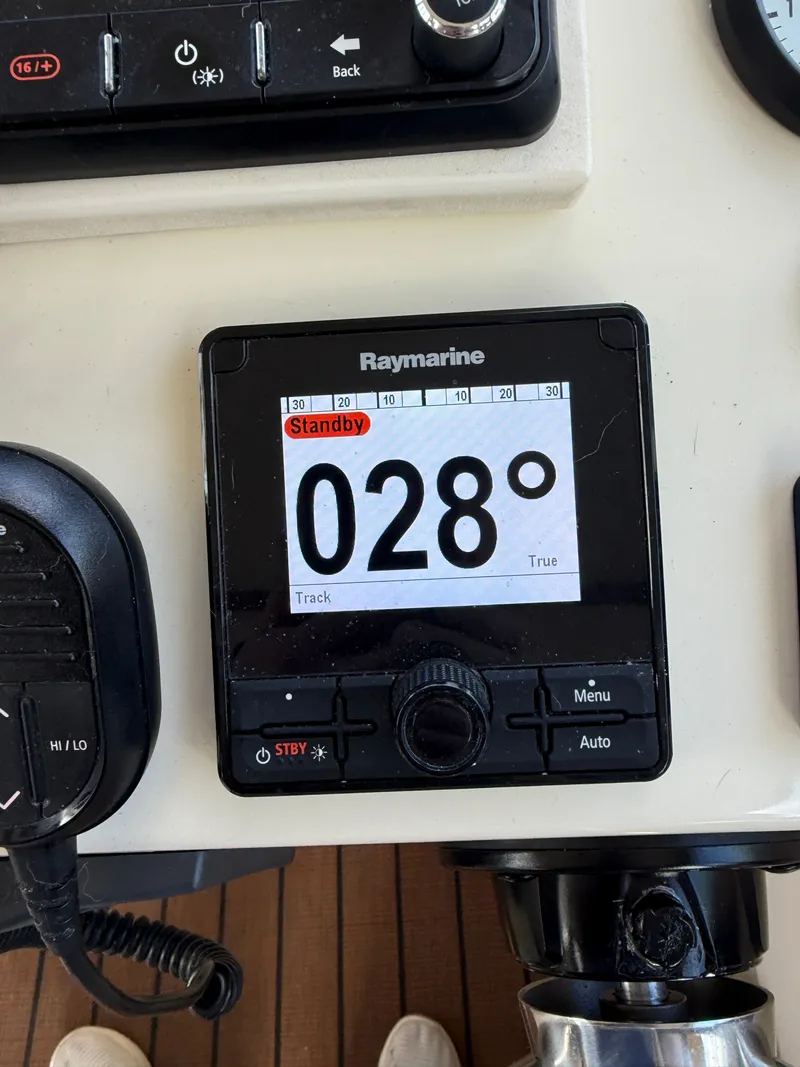 16/+
Back
Raymarine
30 20 10 10 20 30
Standby
028°
True
Track
Menu
HI / LO
STBY
Auto